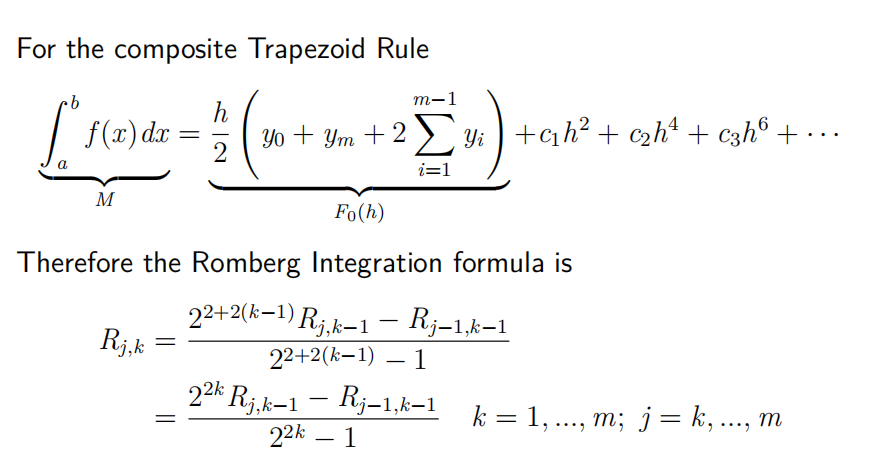 For the composite Trapezoid Rule
$\underbrace{\int_a^b f(x)\,dx}_{M} = \underbrace{\frac{h}{2}\left(y_0 + y_m + 2\sum_{i=1}^{m-1} y_i\right)}_{F_0(h)} + c_1h^2 + c_2h^4 + c_3h^6 + \cdots$
Therefore the Romberg Integration formula is
$R_{j,k} = \frac{2^{2+2(k-1)}R_{j,k-1} - R_{j-1,k-1}}{2^{2+2(k-1)} - 1}$
$= \frac{2^{2k}R_{j,k-1} - R_{j-1,k-1}}{2^{2k} - 1} \quad k = 1, ..., m; \; j = k, ..., m$